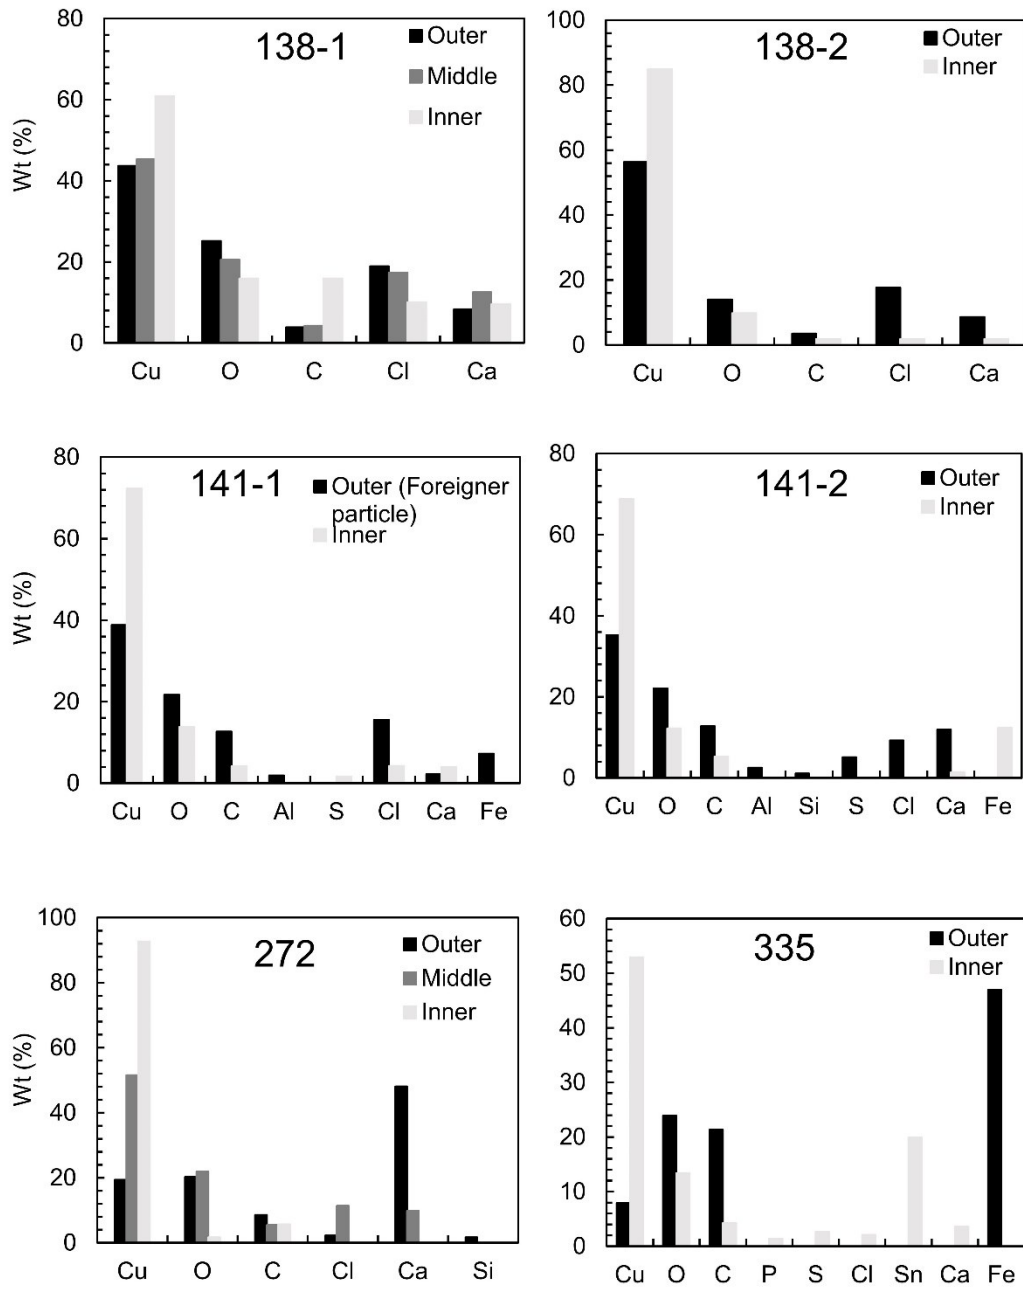 138-1
Outer
Middle
Inner
Wt (%)
80
60
40
20
0
Cu O C Cl Ca
138-2
Outer
Inner
100
80
60
40
20
0
Cu O C Cl Ca
141-1
Outer (Foreigner
particle)
Inner
Wt (%)
80
60
40
20
0
Cu O C Al S Cl Ca Fe
141-2
Outer
Inner
80
60
40
20
0
Cu O C Al Si S Cl Ca Fe
272
Outer
Middle
Inner
Wt (%)
100
80
60
40
20
0
Cu O C Cl Ca Si
335
Outer
Inner
60
50
40
30
20
10
0
Cu O C P S Cl Sn Ca Fe